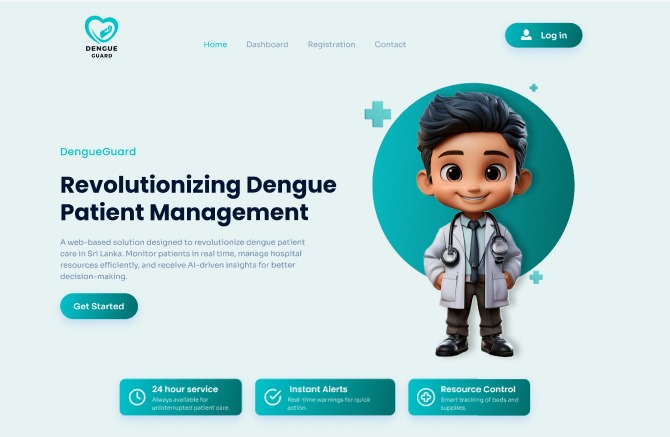 DENGUE
GUARD
Home Dashboard Registration Contact
Log in
DengueGuard
Revolutionizing Dengue
Patient Management
A web-based solution designed to revolutionize dengue patient
care in Sri Lanka. Monitor patients in real time, manage hospital
resources efficiently, and receive AI-driven insights for better
decision-making.
Get Started
24 hour service
Always available for
uninterrupted patient care.
Instant Alerts
Real-time warnings for quick
action.
Resource Control
Smart tracking of beds and
supplies.